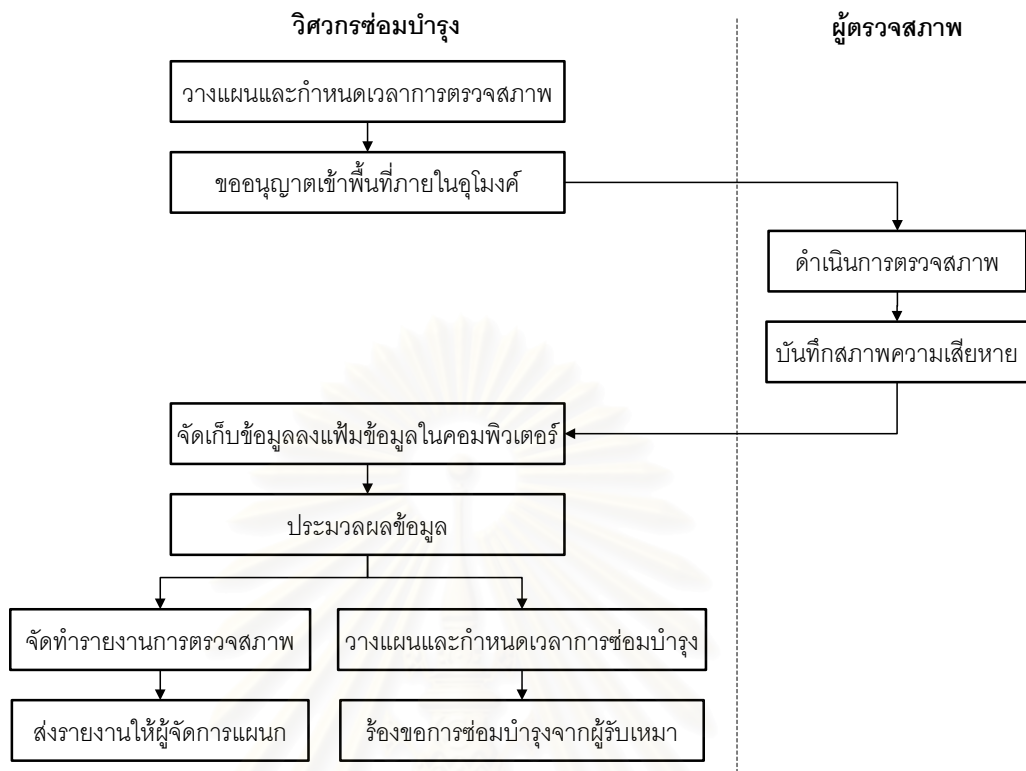 วิศวกรซ่อมบำรุง
ผู้ตรวจสภาพ
วางแผนและกำหนดเวลาการตรวจสภาพ
ขออนุญาตเข้าพื้นที่ภายในอุโมงค์
ดำเนินการตรวจสภาพ
บันทึกสภาพความเสียหาย
จัดเก็บข้อมูลลงแฟ้มข้อมูลในคอมพิวเตอร์
ประมวลผลข้อมูล
จัดทำรายงานการตรวจสภาพ
วางแผนและกำหนดเวลาการซ่อมบำรุง
ส่งรายงานให้ผู้จัดการแผนก
ร้องขอการซ่อมบำรุงจากผู้รับเหมา